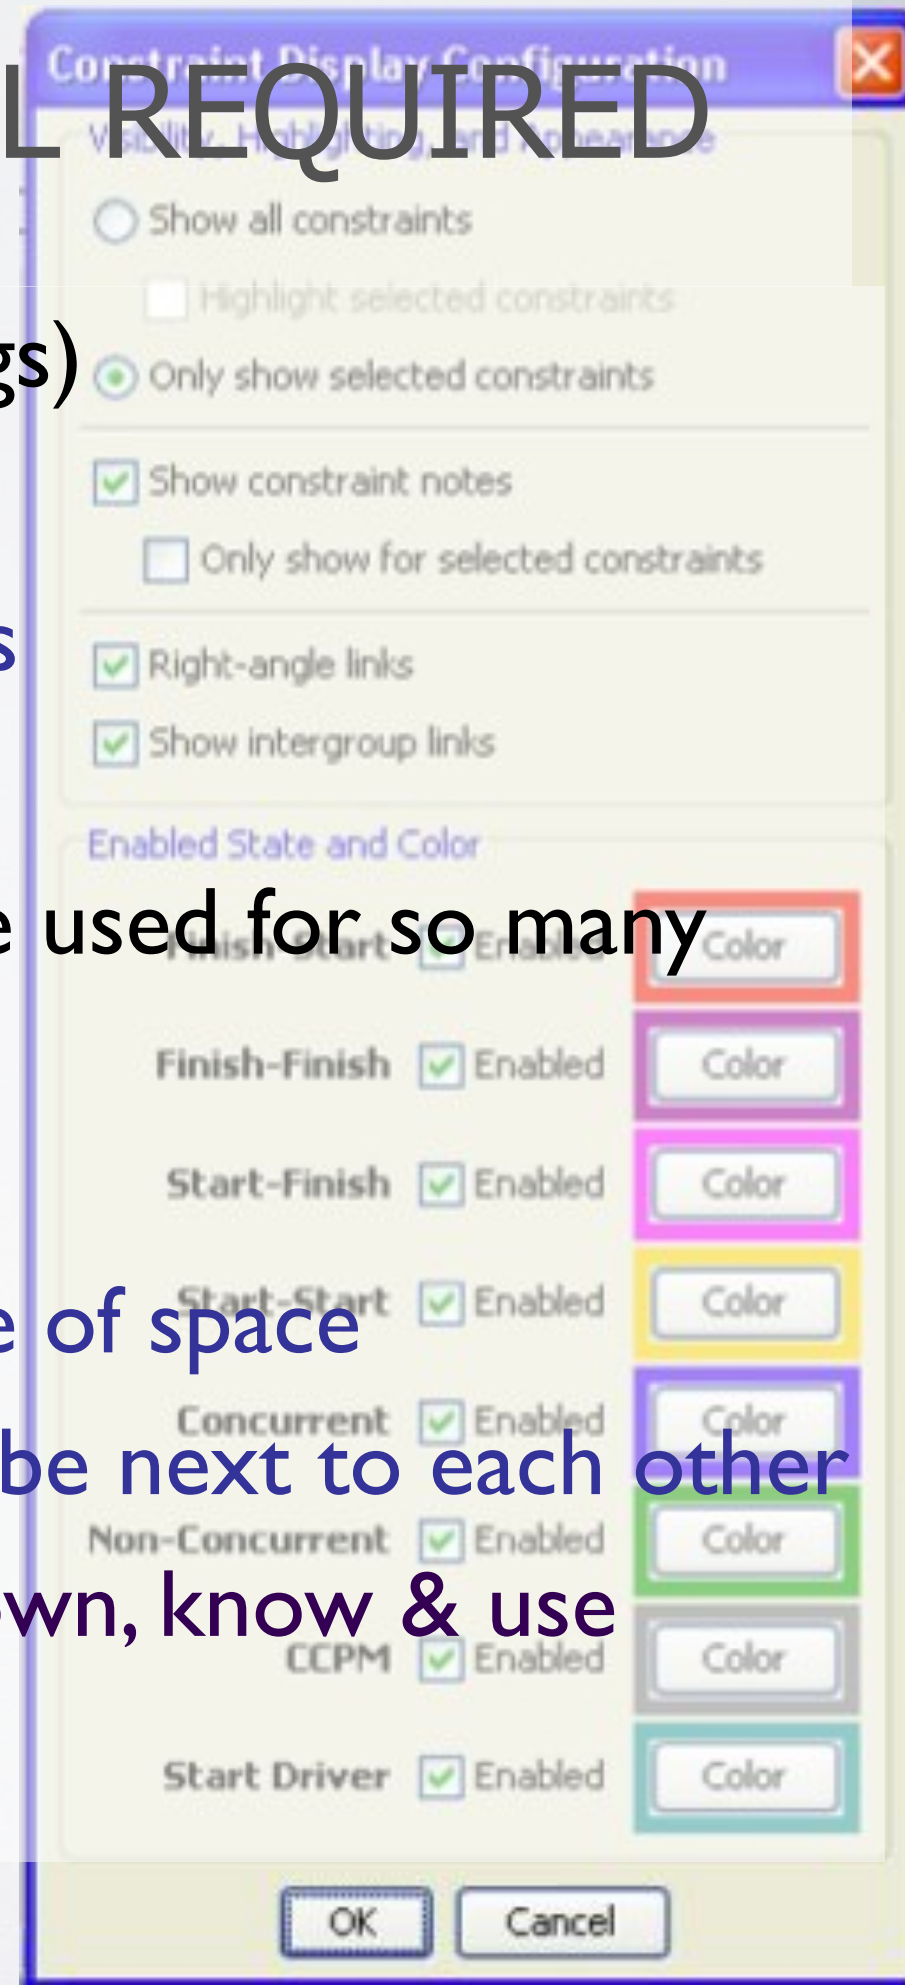 Constraint Display Configuration
L REQUIRED
Visibility, Highlighting, and Appearance
Show all constraints
Highlight selected constraints
gs)
Only show selected constraints
Show constraint notes
Only show for selected constraints
s
Right-angle links
Show intergroup links
Enabled State and Color
e used for so many
Finish-Start Enabled Color
Finish-Finish Enabled Color
Start-Finish Enabled Color
Start-Start Enabled Color
e of space
Concurrent Enabled Color
be next to each other
Non-Concurrent Enabled Color
own, know & use
CCPM Enabled Color
Start Driver Enabled Color
OK Cancel